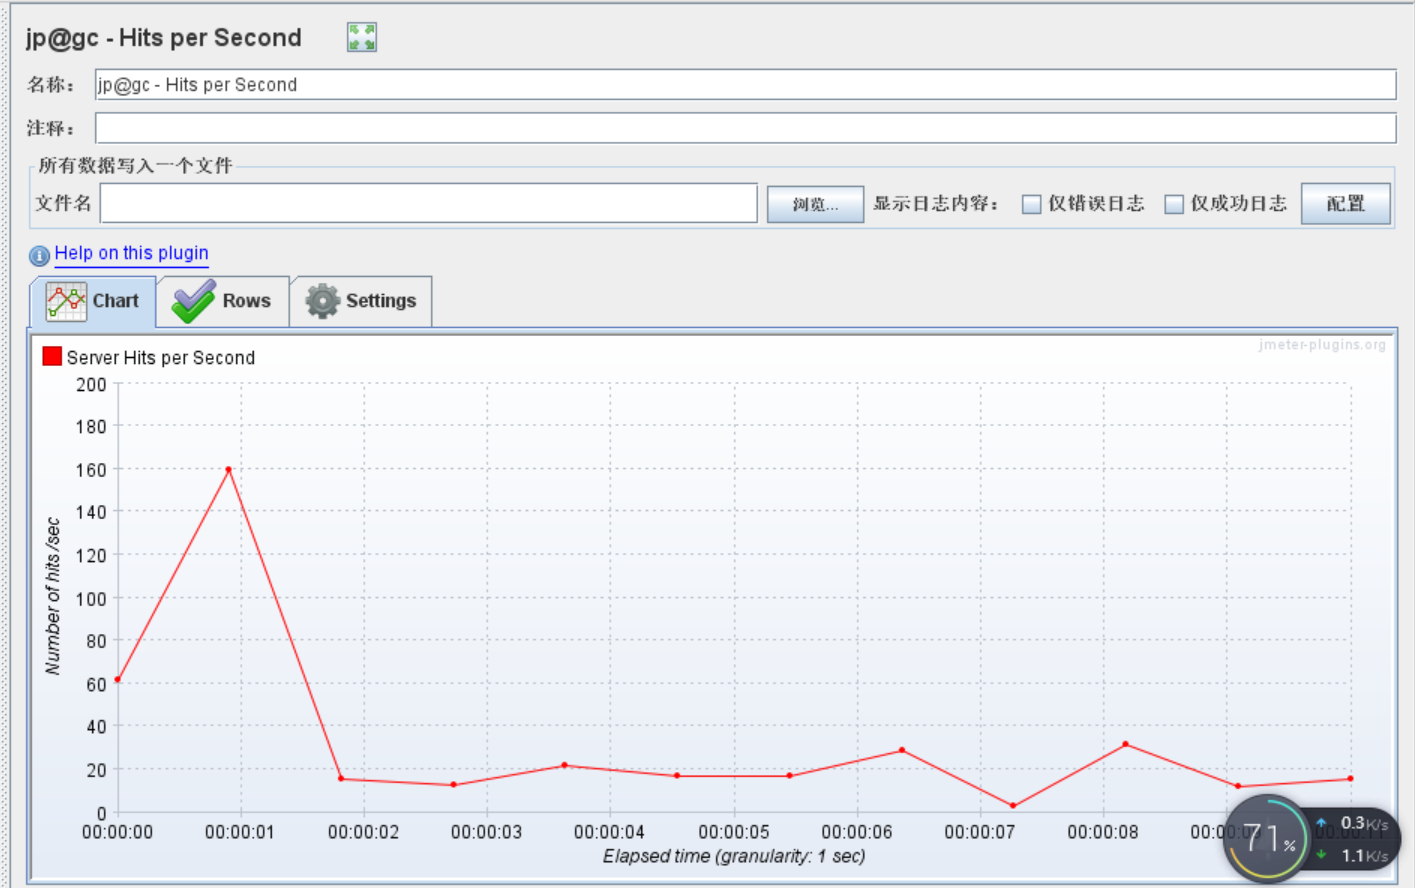 jp@gc - Hits per Second
名称： jp@gc - Hits per Second
注释：
所有数据写入一个文件
文件名 浏览... 显示日志内容： 仅错误日志 仅成功日志 配置
Help on this plugin
Chart Rows Settings
jmeter-plugins.org
Server Hits per Second
200
180
160
140
120
100
80
60
40
20
0
Number of hits /sec
00:00:00 00:00:01 00:00:02 00:00:03 00:00:04 00:00:05 00:00:06 00:00:07 00:00:08 00:00:09
Elapsed time (granularity: 1 sec)
71%
0.3K/s
1.1K/s